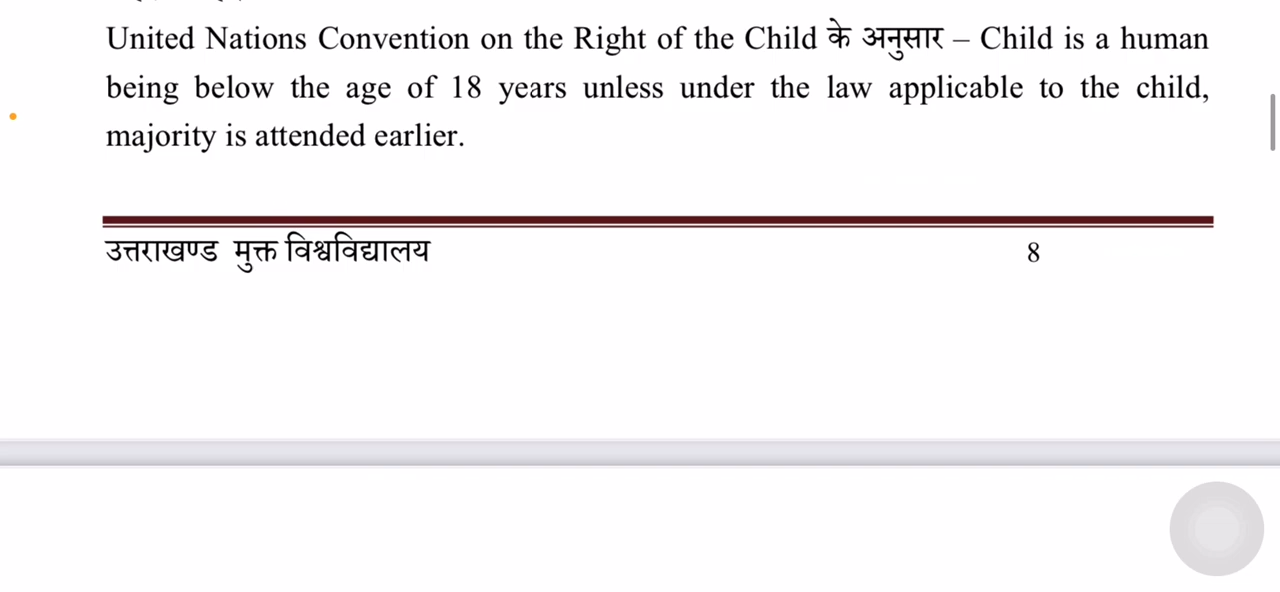 United Nations Convention on the Right of the Child के अनुसार – Child is a human
being below the age of 18 years unless under the law applicable to the child,
majority is attended earlier.
उत्तराखण्ड मुक्त विश्वविद्यालय 8